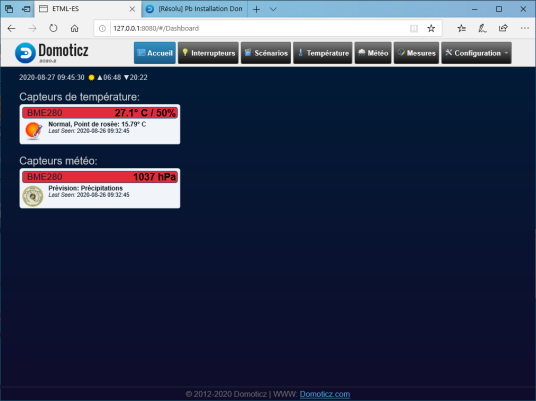 ETML-ES
[Résolu] Pb Installation Don
127.0.0.1:8080/#/Dashboard
Domoticz
Accueil
Interrupteurs
Scénarios
Température
Météo
Mesures
Configuration
2020-08-27 09:45:30 ▲06:48 ▼20:22
Capteurs de température:
BME280 27.1° C / 50%
Normal, Point de rosée: 15.79° C
Last Seen: 2020-08-26 09:32:45
Capteurs météo:
BME280 1037 hPa
Prévision: Précipitations
Last Seen: 2020-08-26 09:32:45
© 2012-2020 Domoticz | WWW: Domoticz.com